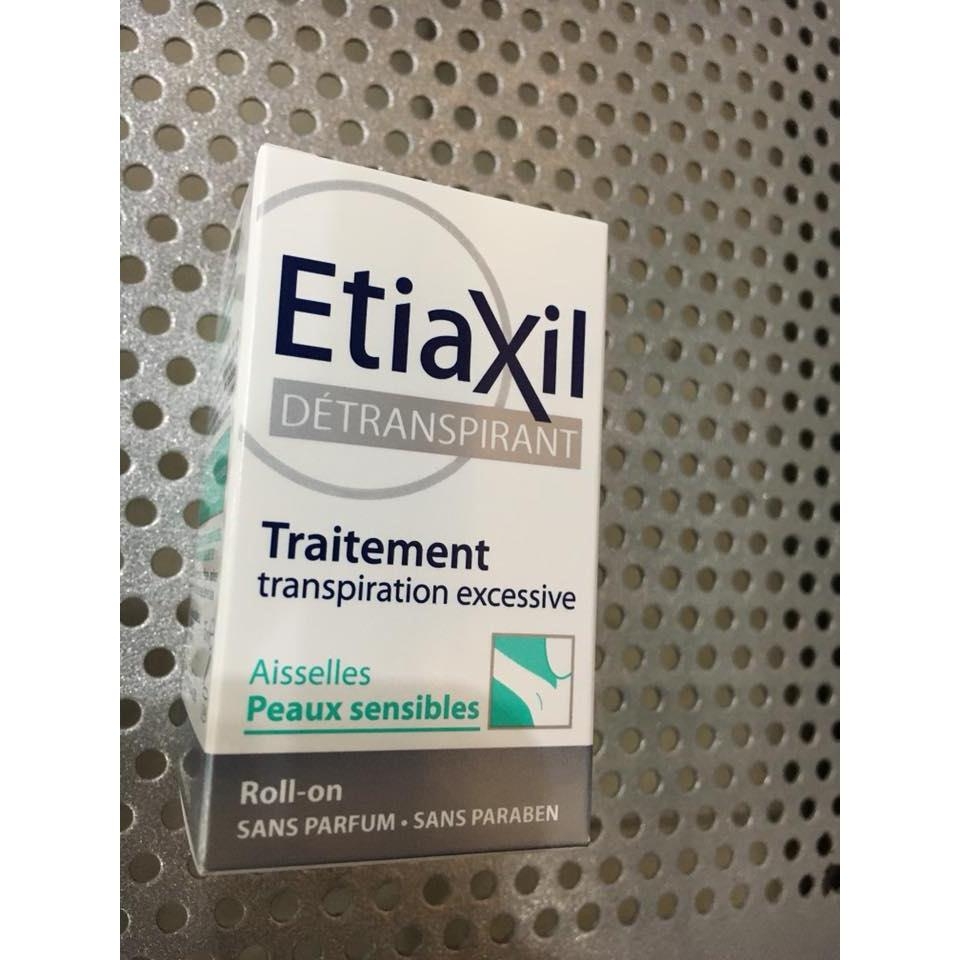 Etiaxil
DÉTRANSPIRANT
Traitement
transpiration excessive
Aisselles
Peaux sensibles
Roll-on
SANS PARFUM • SANS PARABEN